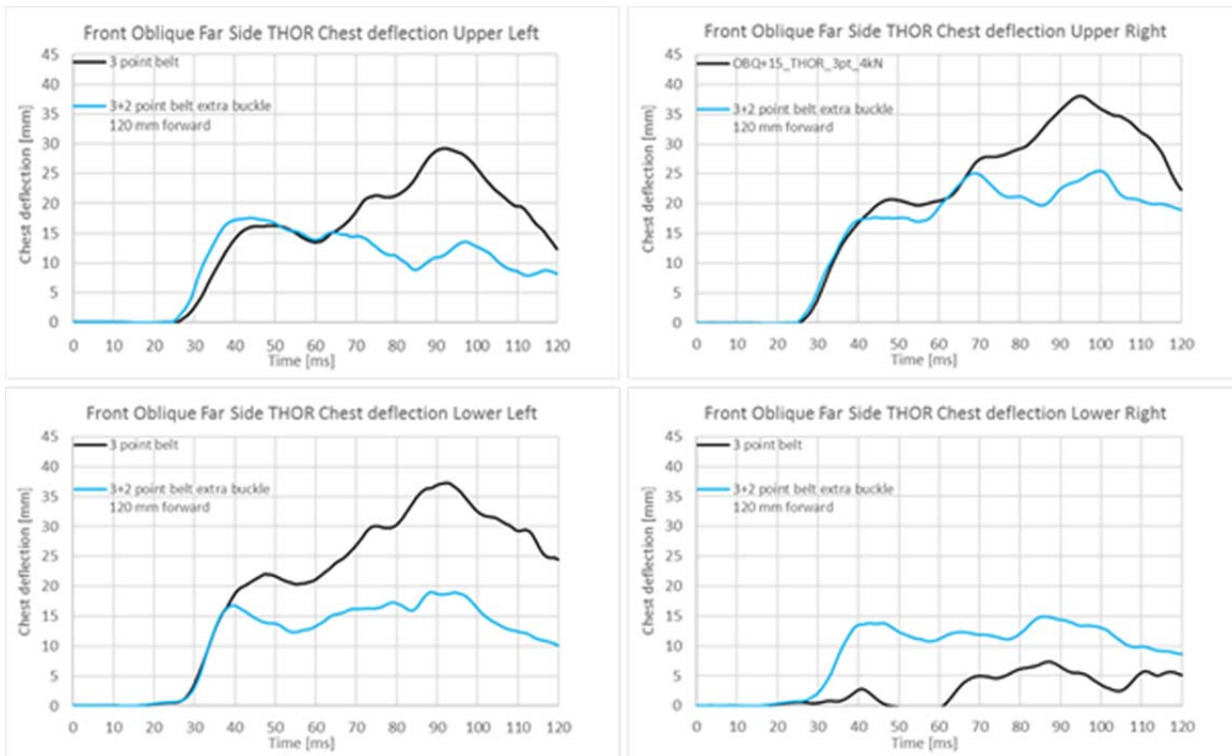 Front Oblique Far Side THOR Chest deflection Upper Left
45
40
35
30
25
20
15
10
5
0
Chest deflection [mm]
3 point belt
3+2 point belt extra buckle
120 mm forward
0 10 20 30 40 50 60 70 80 90 100 110 120
Time [ms]
Front Oblique Far Side THOR Chest deflection Upper Right
45
40
35
30
25
20
15
10
5
0
Chest deflection [mm]
OBQ+15_THOR_3pt_4kN
3+2 point belt extra buckle
120 mm forward
0 10 20 30 40 50 60 70 80 90 100 110 120
Time [ms]
Front Oblique Far Side THOR Chest deflection Lower Left
45
40
35
30
25
20
15
10
5
0
Chest deflection [mm]
3 point belt
3+2 point belt extra buckle
120 mm forward
0 10 20 30 40 50 60 70 80 90 100 110 120
Time [ms]
Front Oblique Far Side THOR Chest deflection Lower Right
45
40
35
30
25
20
15
10
5
0
Chest deflection [mm]
3 point belt
3+2 point belt extra buckle
120 mm forward
0 10 20 30 40 50 60 70 80 90 100 110 120
Time [ms]